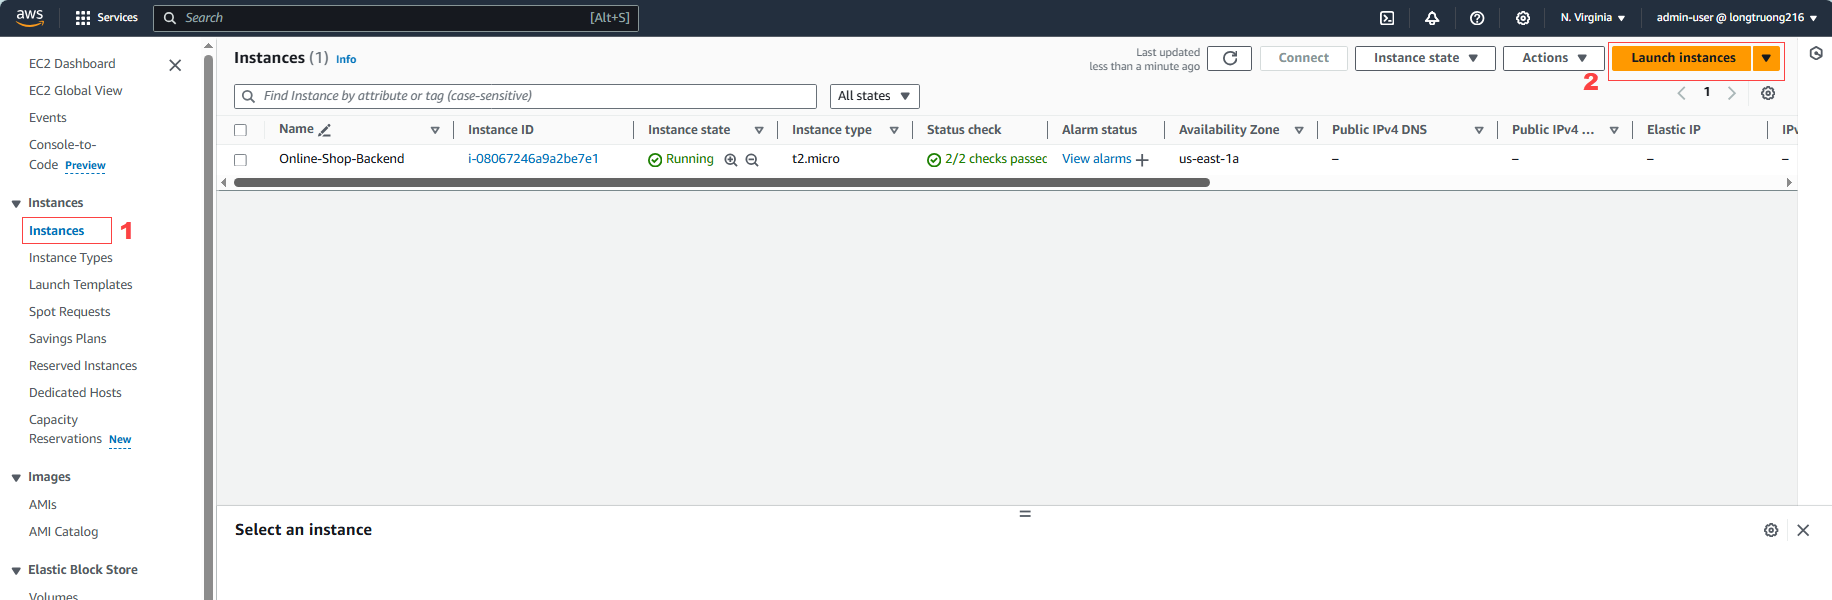 aws
Services
Search
[Alt+S]
N. Virginia
admin-user @ longtruong216
EC2 Dashboard
EC2 Global View
Events
Console-to-
Code Preview
Instances
Instances
1
Instance Types
Launch Templates
Spot Requests
Savings Plans
Reserved Instances
Dedicated Hosts
Capacity
Reservations New
Images
AMIs
AMI Catalog
Elastic Block Store
Volumes
Instances (1) Info
Last updated
less than a minute ago
Connect
Instance state
Actions
Launch instances
2
Find Instance by attribute or tag (case-sensitive)
All states
1
Name Instance ID Instance state Instance type Status check Alarm status Availability Zone Public IPv4 DNS Public IPv4 ... Elastic IP IPv
Online-Shop-Backend i-08067246a9a2be7e1 Running t2.micro 2/2 checks passec View alarms + us-east-1a – – – –
Select an instance